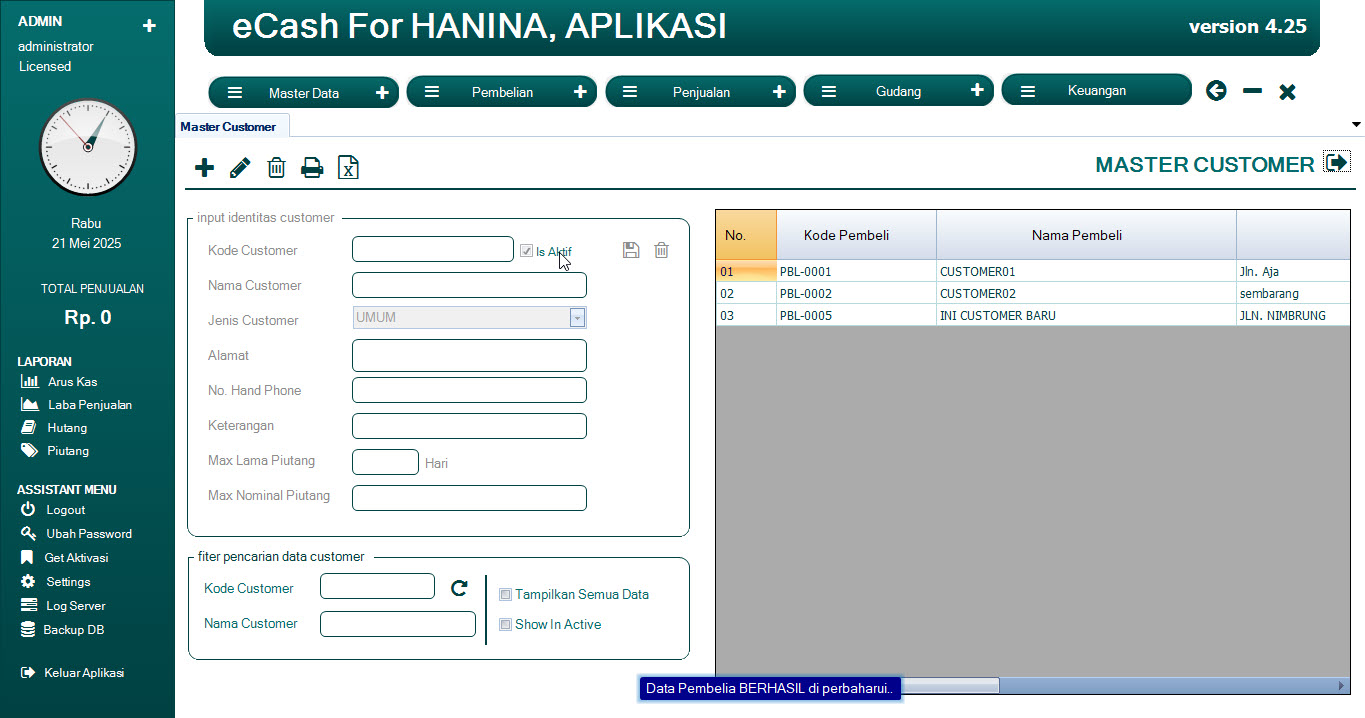 ADMIN
administrator
Licensed
Rabu
21 Mei 2025
TOTAL PENJUALAN
Rp. 0
LAPORAN
Arus Kas
Laba Penjualan
Hutang
Piutang
ASSISTANT MENU
Logout
Ubah Password
Get Aktivasi
Settings
Log Server
Backup DB
Keluar Aplikasi
eCash For HANINA, APLIKASI
version 4.25
Master Data
Pembelian
Penjualan
Gudang
Keuangan
Master Customer
MASTER CUSTOMER
input identitas customer
Kode Customer
Is Aktif
Nama Customer
Jenis Customer
UMUM
Alamat
No. Hand Phone
Keterangan
Max Lama Piutang
Hari
Max Nominal Piutang
fiter pencarian data customer
Kode Customer
Nama Customer
Tampilkan Semua Data
Show In Active
No. Kode Pembeli Nama Pembeli
01 PBL-0001 CUSTOMER01 Jln. Aja
02 PBL-0002 CUSTOMER02 sembarang
03 PBL-0005 INI CUSTOMER BARU JLN. NIMBRUNG
Data Pembelia BERHASIL di perbaharui..